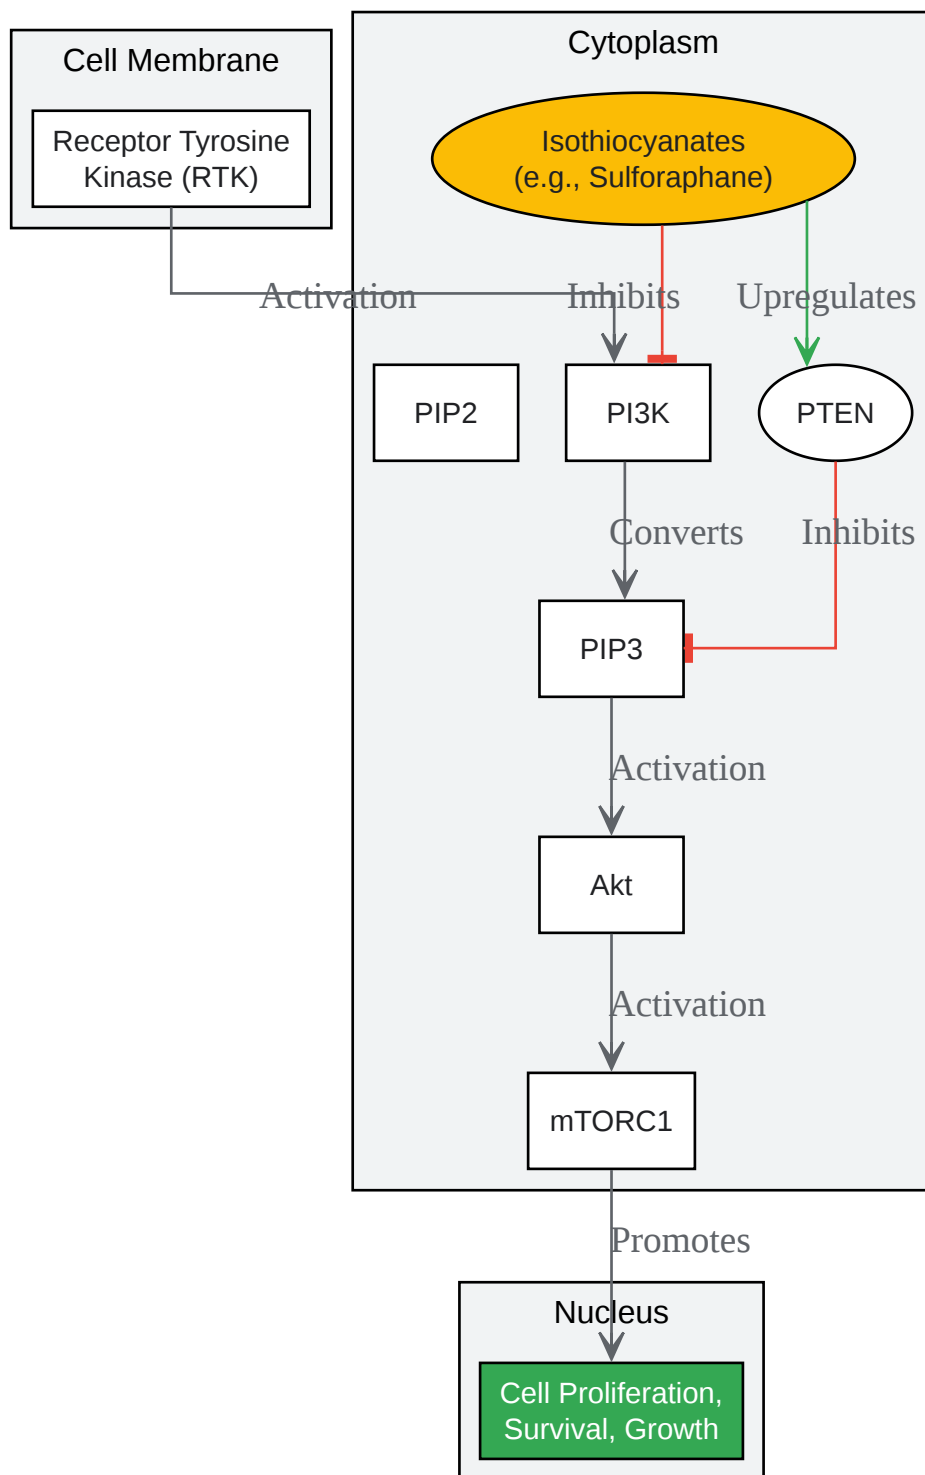 Cell Membrane
Receptor Tyrosine
Kinase (RTK)
Cytoplasm
Isothiocyanates
(e.g., Sulforaphane)
Activation
Inhibits
Upregulates
PIP2
PI3K
PTEN
Converts
Inhibits
PIP3
Activation
Akt
Activation
mTORC1
Promotes
Nucleus
Cell Proliferation,
Survival, Growth